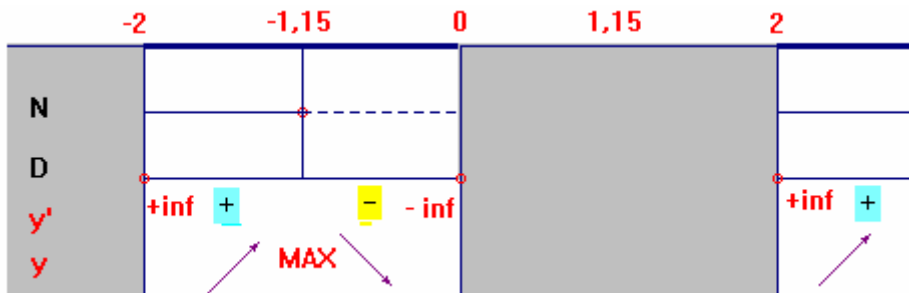 -2 -1,15 0 1,15 2
N
D
y' +inf + - - inf +inf +
y MAX